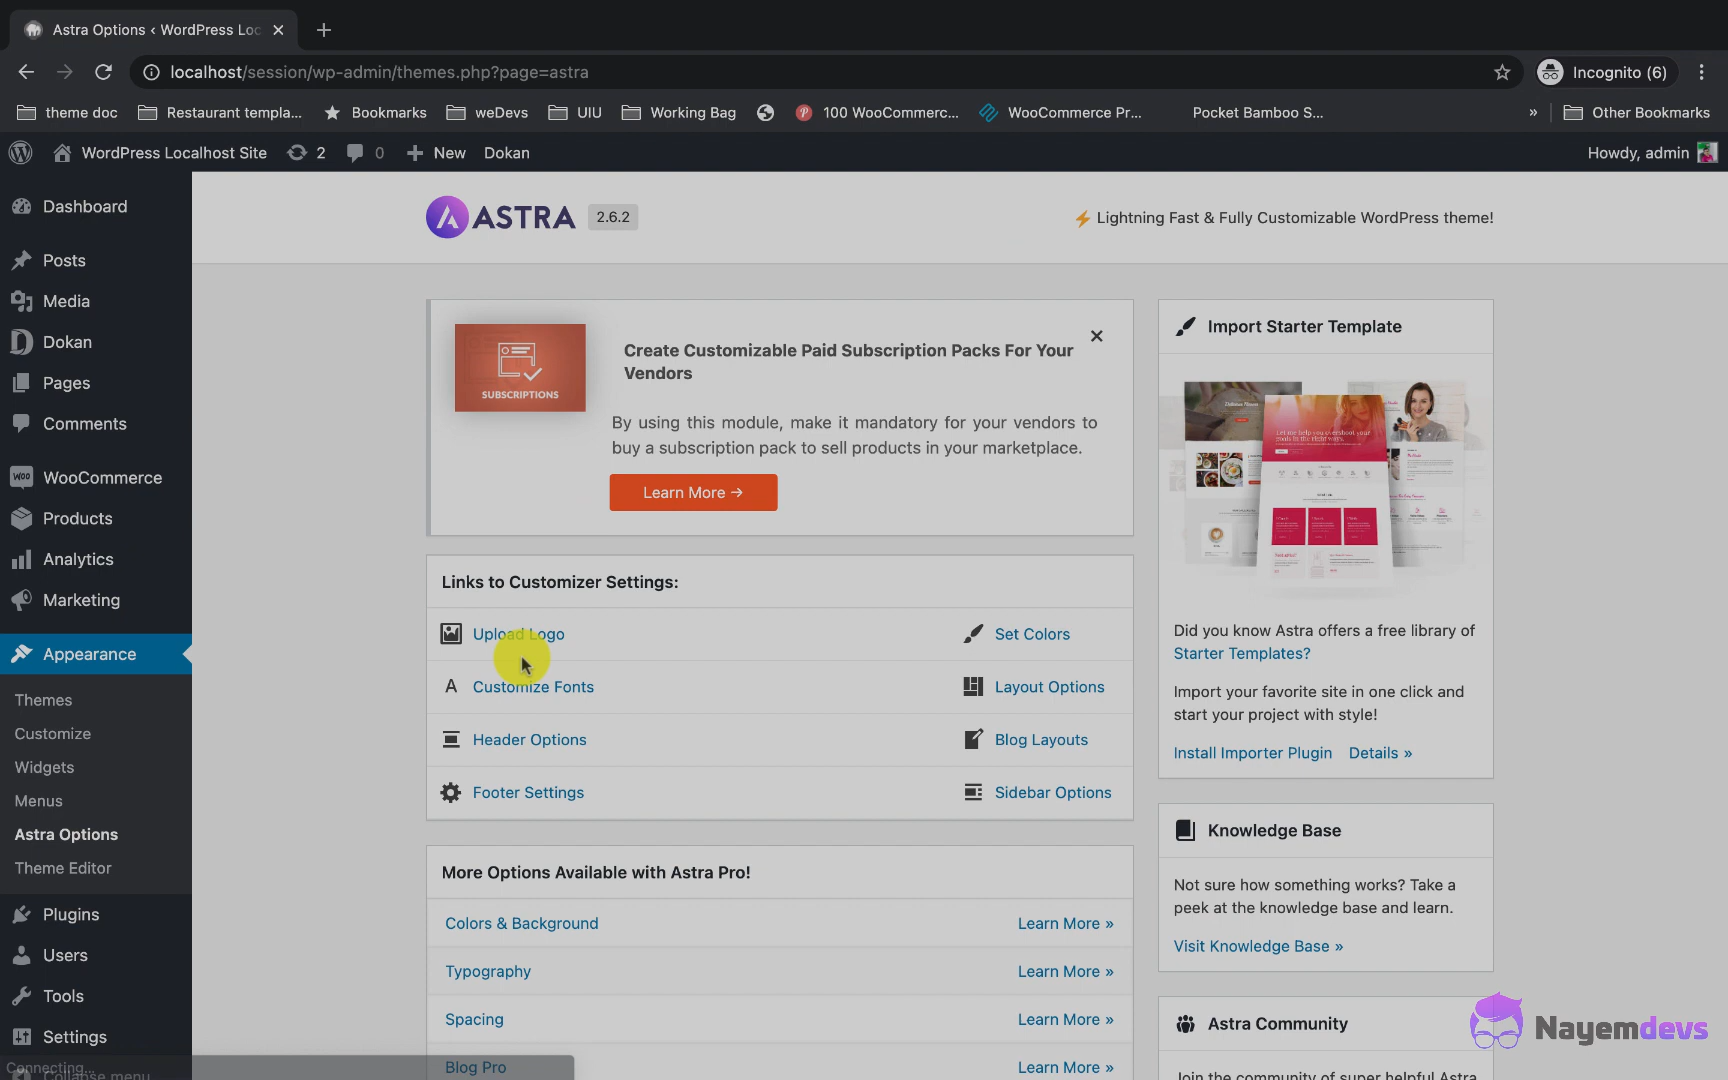 Astra Options ‹ WordPress Loc
localhost/session/wp-admin/themes.php?page=astra
Incognito (6)
theme doc
Restaurant templa...
Bookmarks
weDevs
UIU
Working Bag
100 WooCommerc...
WooCommerce Pr...
Pocket Bamboo S...
»
Other Bookmarks
WordPress Localhost Site
2
0
New
Dokan
Howdy, admin
Dashboard
Posts
Media
Dokan
Pages
Comments
WooCommerce
Products
Analytics
Marketing
Appearance
Themes
Customize
Widgets
Menus
Astra Options
Theme Editor
Plugins
Users
Tools
Settings
Collapse menu
Connecting...
ASTRA
2.6.2
Lightning Fast & Fully Customizable WordPress theme!
SUBSCRIPTIONS
Create Customizable Paid Subscription Packs For Your
Vendors
By using this module, make it mandatory for your vendors to
buy a subscription pack to sell products in your marketplace.
Learn More →
Links to Customizer Settings:
Upload Logo
Set Colors
Customize Fonts
Layout Options
Header Options
Blog Layouts
Footer Settings
Sidebar Options
More Options Available with Astra Pro!
Colors & Background
Learn More »
Typography
Learn More »
Spacing
Learn More »
Blog Pro
Learn More »
Import Starter Template
Did you know Astra offers a free library of
Starter Templates?
Import your favorite site in one click and
start your project with style!
Install Importer Plugin
Details »
Knowledge Base
Not sure how something works? Take a
peek at the knowledge base and learn.
Visit Knowledge Base »
Astra Community
Join the community of super helpful Astra
Nayemdevs